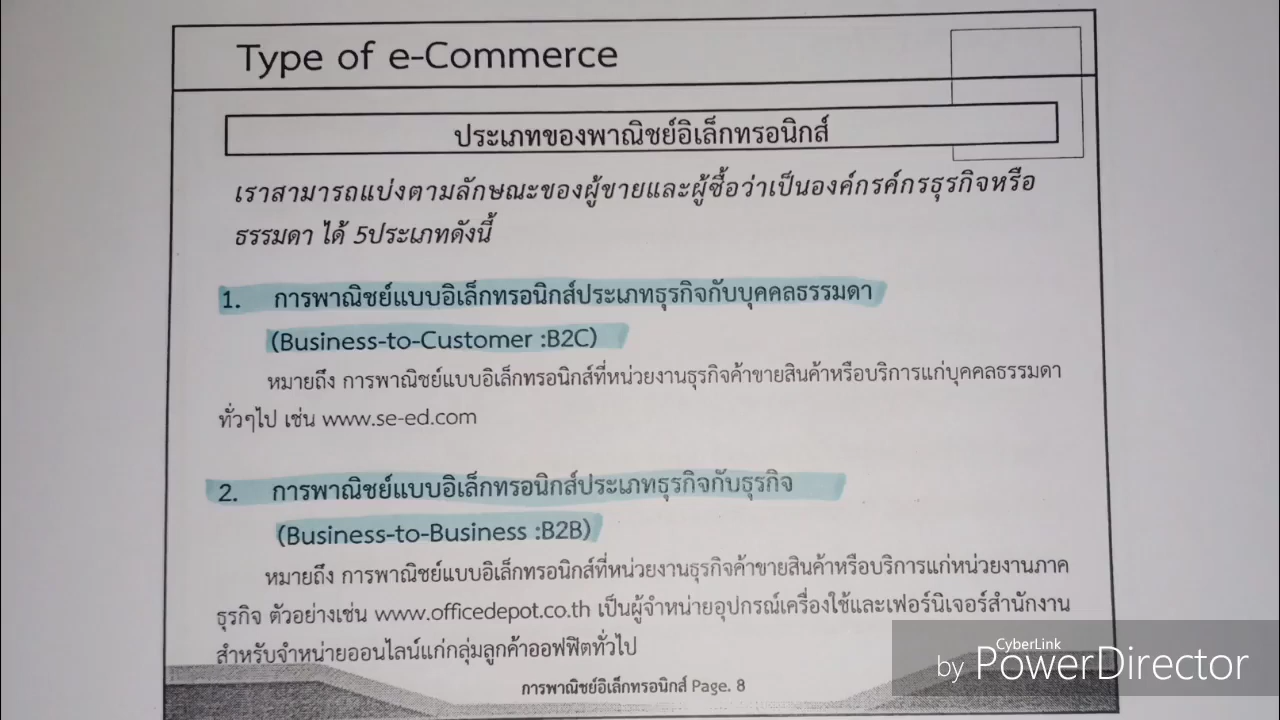 Type of e-Commerce
ประเภทของพาณิชย์อิเล็กทรอนิกส์
เราสามารถแบ่งตามลักษณะของผู้ขายและผู้ซื้อว่าเป็นองค์กรค์กรธุรกิจหรือ
ธรรมดา ได้ 5ประเภทดังนี้
1. การพาณิชย์แบบอิเล็กทรอนิกส์ประเภทธุรกิจกับบุคคลธรรมดา
(Business-to-Customer :B2C)
หมายถึง การพาณิชย์แบบอิเล็กทรอนิกส์ที่หน่วยงานธุรกิจค้าขายสินค้าหรือบริการแก่บุคคลธรรมดา
ทั่วๆไป เช่น www.se-ed.com
2. การพาณิชย์แบบอิเล็กทรอนิกส์ประเภทธุรกิจกับธุรกิจ
(Business-to-Business :B2B)
หมายถึง การพาณิชย์แบบอิเล็กทรอนิกส์ที่หน่วยงานธุรกิจค้าขายสินค้าหรือบริการแก่หน่วยงานภาค
ธุรกิจ ตัวอย่างเช่น www.officedepot.co.th เป็นผู้จำหน่ายอุปกรณ์เครื่องใช้และเฟอร์นิเจอร์สำนักงาน
สำหรับจำหน่ายออนไลน์แก่กลุ่มลูกค้าออฟฟิตทั่วไป
การพาณิชย์อิเล็กทรอนิกส์ Page. 8
CyberLink
by PowerDirector